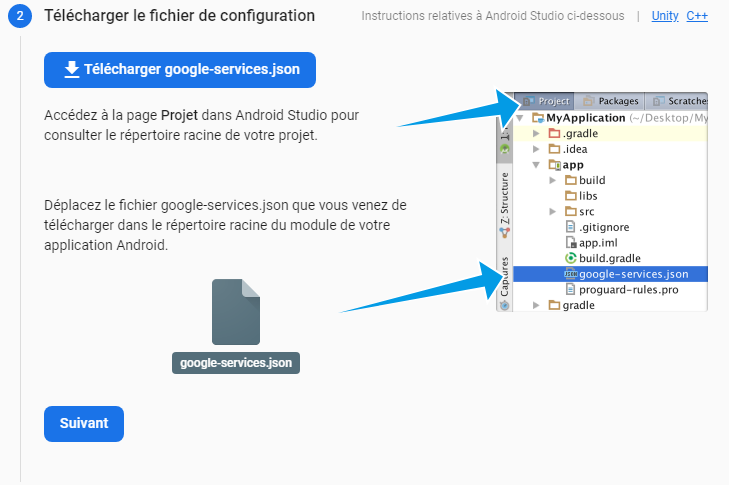 2 Télécharger le fichier de configuration Instructions relatives à Android Studio ci-dessous | Unity C++
Télécharger google-services.json
Accédez à la page Projet dans Android Studio pour
consulter le répertoire racine de votre projet.
Déplacez le fichier google-services.json que vous venez de
télécharger dans le répertoire racine du module de votre
application Android.
google-services.json
Suivant
Project Packages Scratche
MyApplication (~/Desktop/My
.gradle
.idea
app
build
libs
src
.gitignore
app.iml
build.gradle
google-services.json
proguard-rules.pro
gradle
Z: Structure
Captures